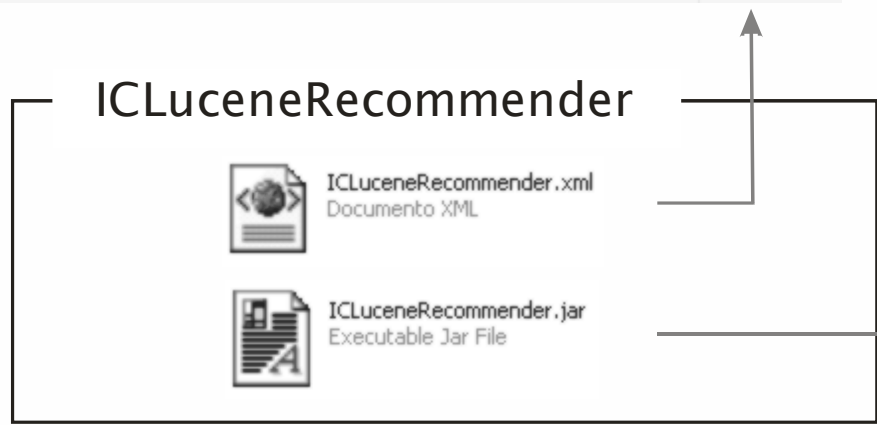 ICLuceneRecommender
ICLuceneRecommender.xml
Documento XML
ICLuceneRecommender.jar
Executable Jar File